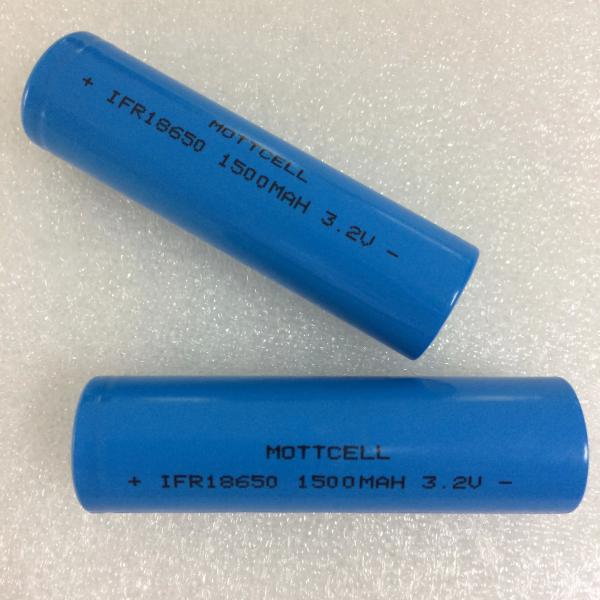 MOTTCELL
+ IFR18650 1500MAH 3.2V -
MOTTCELL
+ IFR18650 1500MAH 3.2V -